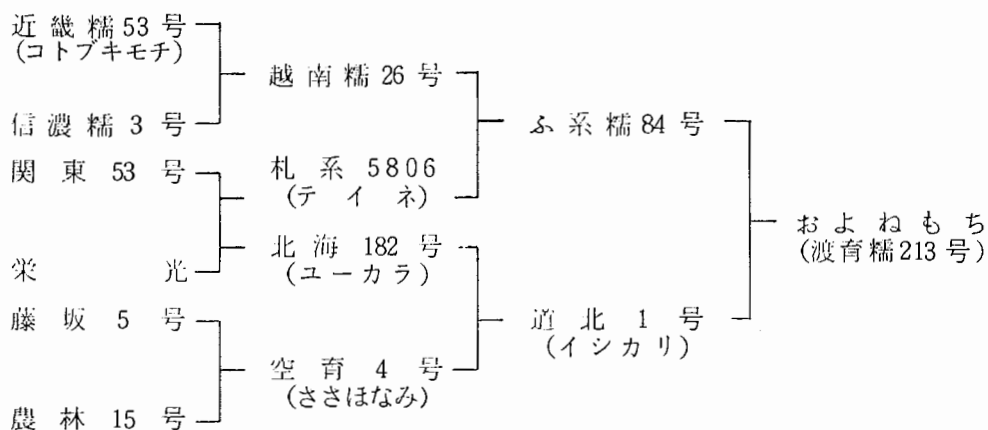 近畿糯53号
(コトブキモチ)
信濃糯3号
関東53号
栄光
藤坂5号
農林15号
越南糯26号
札系5806
(テイネ)
北海182号
(ユーカラ)
空育4号
(ささほなみ)
ふ系糯84号
道北1号
(イシカリ)
およねもち
(渡育糯213号)